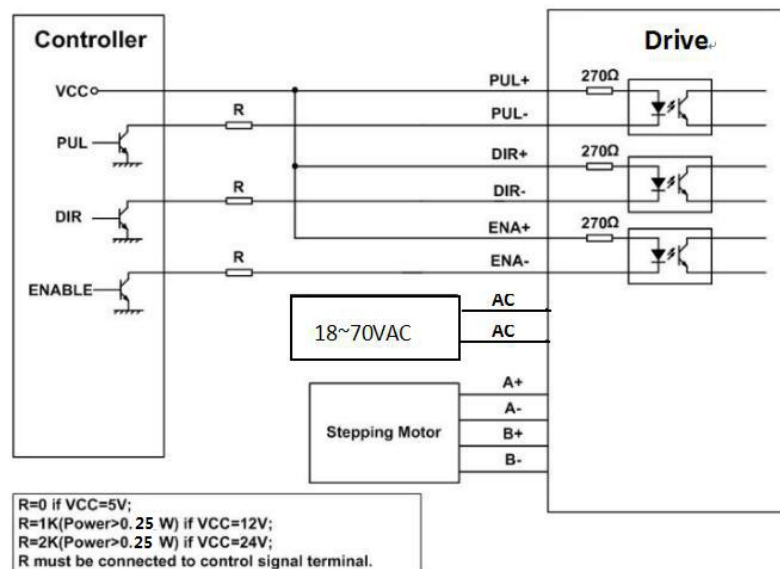 Controller
Drive
VCC
PUL+
270Ω
R
PUL-
PUL
DIR+
270Ω
R
DIR-
DIR
ENA+
270Ω
R
ENA-
ENABLE
AC
18~70VAC
AC
A+
A-
Stepping Motor
B+
B-
R=0 if VCC=5V;
R=1K(Power>0.25 W) if VCC=12V;
R=2K(Power>0.25 W) if VCC=24V;
R must be connected to control signal terminal.